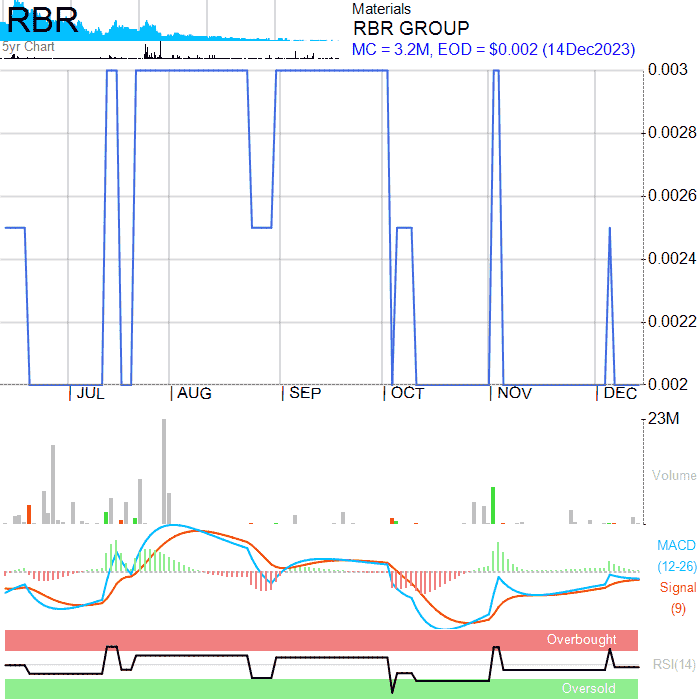 RBR
5yr Chart
Materials
RBR GROUP
MC = 3.2M, EOD = $0.002 (14Dec2023)
0.003
0.0028
0.0026
0.0024
0.0022
0.002
JUL AUG SEP OCT NOV DEC
23M
Volume
MACD
(12-26)
Signal
(9)
Overbought
RSI(14)
Oversold